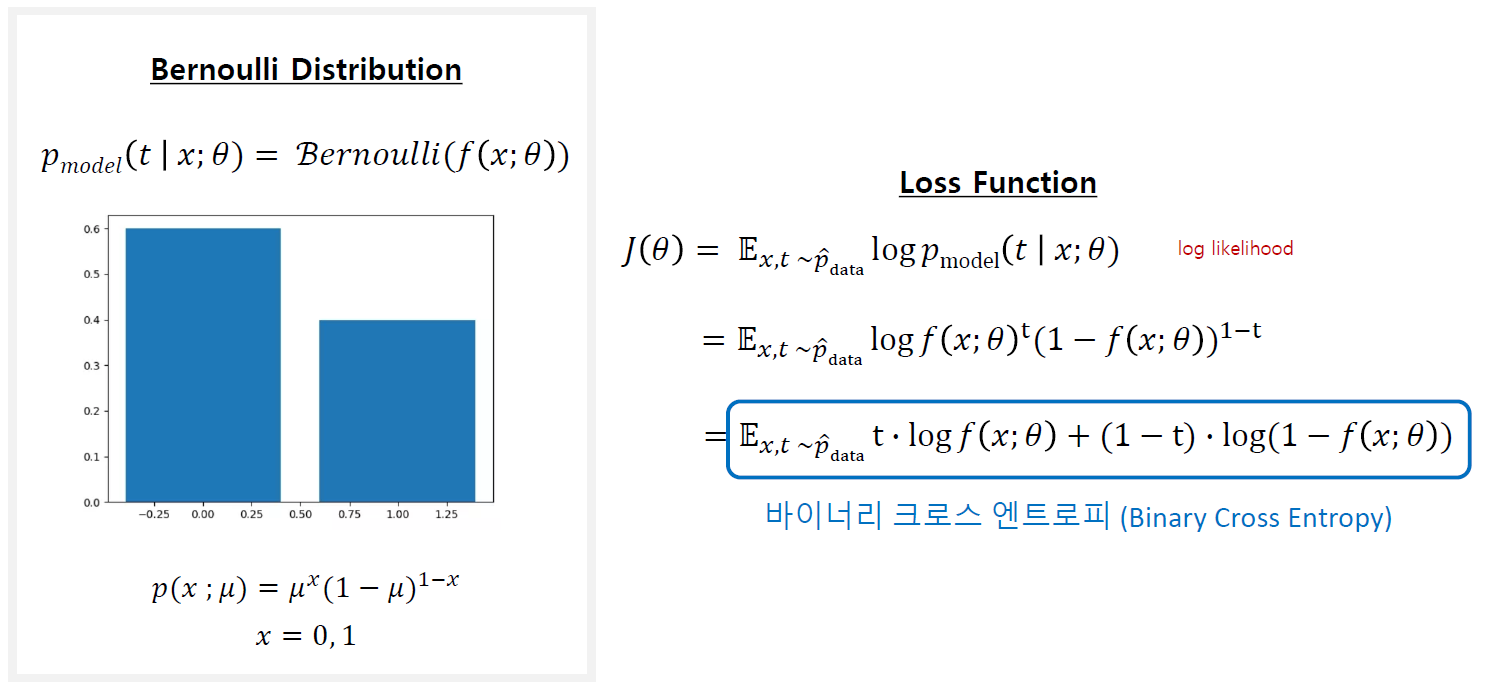 Bernoulli Distribution
p_model(t | x; θ) = ℬernoulli(f(x; θ))
0.6
0.5
0.4
0.3
0.2
0.1
0.0
−0.25 0.00 0.25 0.50 0.75 1.00 1.25
p(x ; μ) = μ^x(1 − μ)^{1−x}
x = 0, 1
Loss Function
J(θ) = 𝔼_{x,t ~p̂_data} log p_model(t | x; θ) log likelihood
= 𝔼_{x,t ~p̂_data} log f(x; θ)^t(1 − f(x; θ))^{1−t}
= 𝔼_{x,t ~p̂_data} t · log f(x; θ) + (1 − t) · log(1 − f(x; θ))
바이너리 크로스 엔트로피 (Binary Cross Entropy)